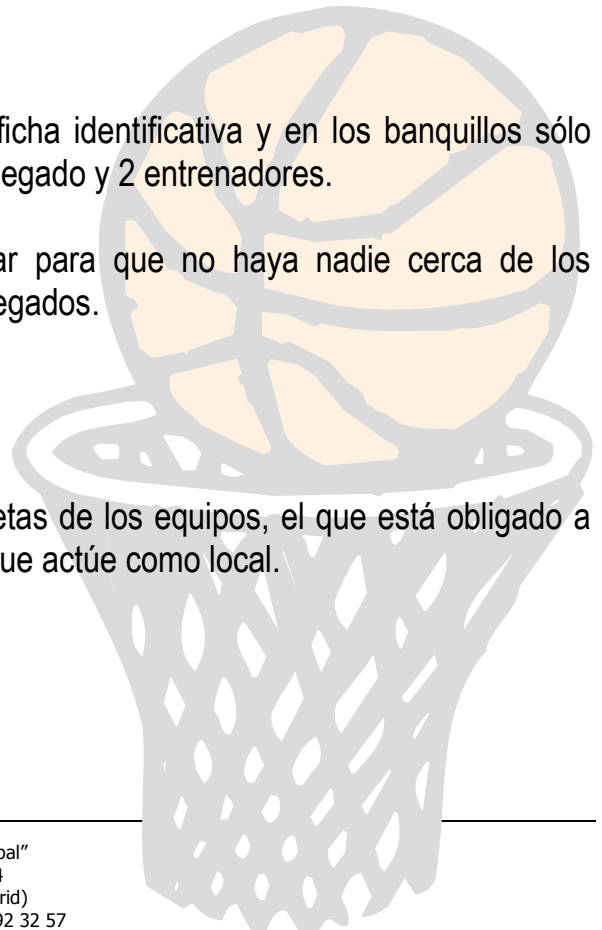 ficha identificativa y en los banquillos sólo
legado y 2 entrenadores.
ar para que no haya nadie cerca de los
egados.
etas de los equipos, el que está obligado a
ue actúe como local.
pal”
4
rid)
92 32 57